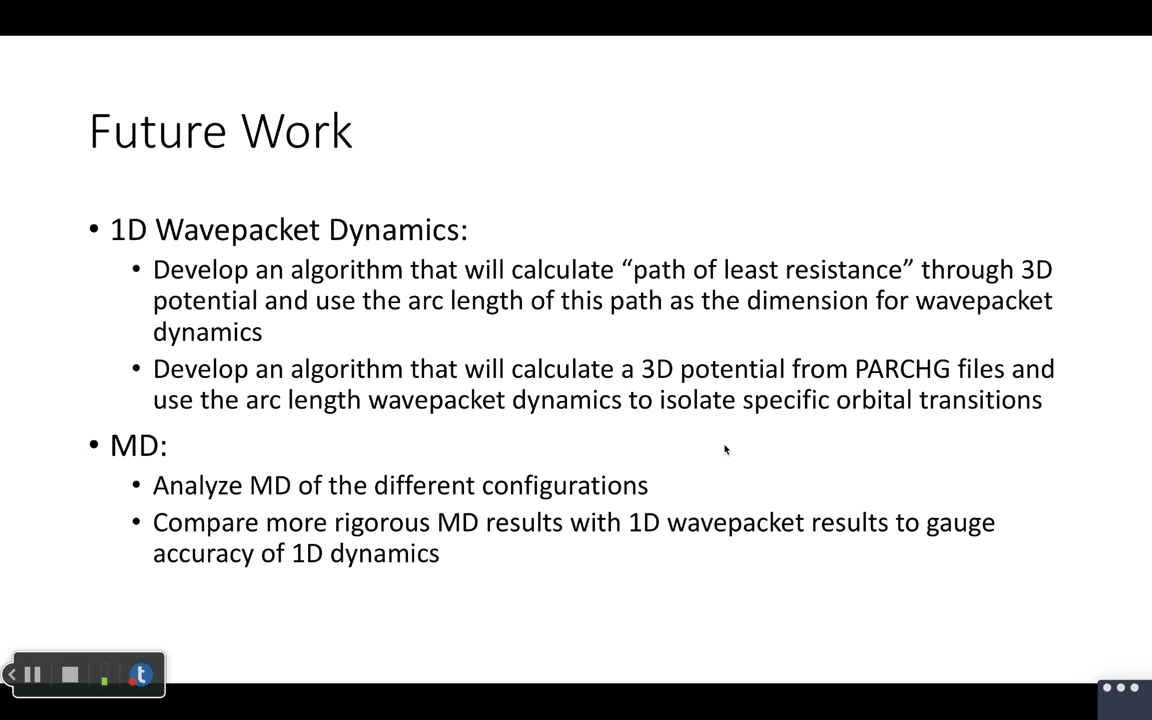 Future Work
• 1D Wavepacket Dynamics:
• Develop an algorithm that will calculate “path of least resistance” through 3D
potential and use the arc length of this path as the dimension for wavepacket
dynamics
• Develop an algorithm that will calculate a 3D potential from PARCHG files and
use the arc length wavepacket dynamics to isolate specific orbital transitions
• MD:
• Analyze MD of the different configurations
• Compare more rigorous MD results with 1D wavepacket results to gauge
accuracy of 1D dynamics
t